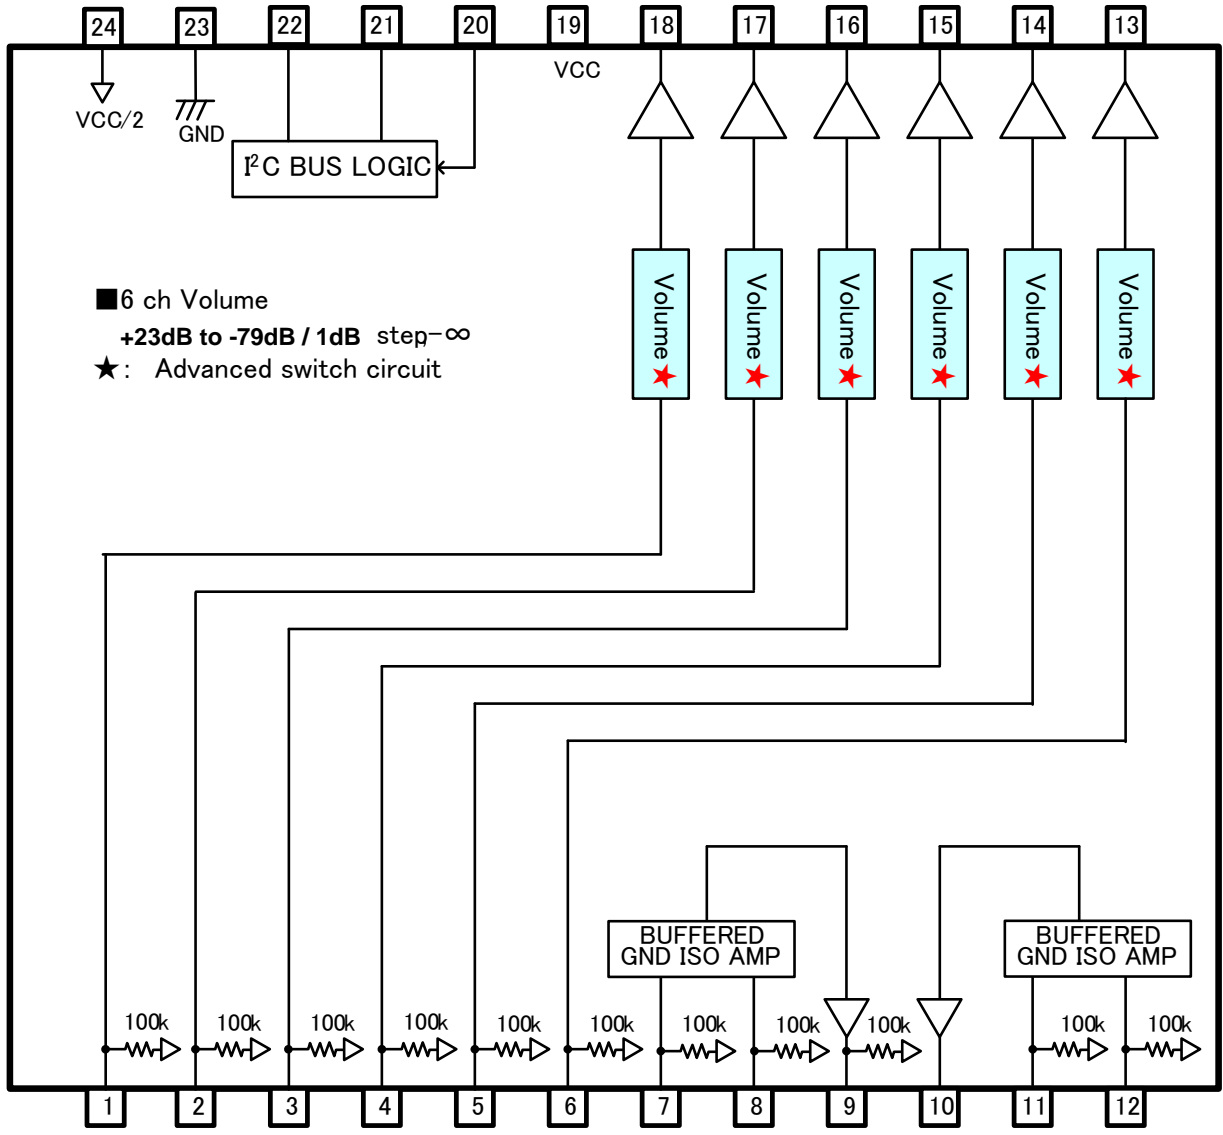 24 23 22 21 20 19 18 17 16 15 14 13
VCC
VCC/2
GND
I²C BUS LOGIC
■6 ch Volume
+23dB to -79dB / 1dB step-∞
★: Advanced switch circuit
Volume★
Volume★
Volume★
Volume★
Volume★
Volume★
BUFFERED
GND ISO AMP
BUFFERED
GND ISO AMP
100k 100k 100k 100k 100k 100k 100k 100k 100k 100k 100k
1 2 3 4 5 6 7 8 9 10 11 12